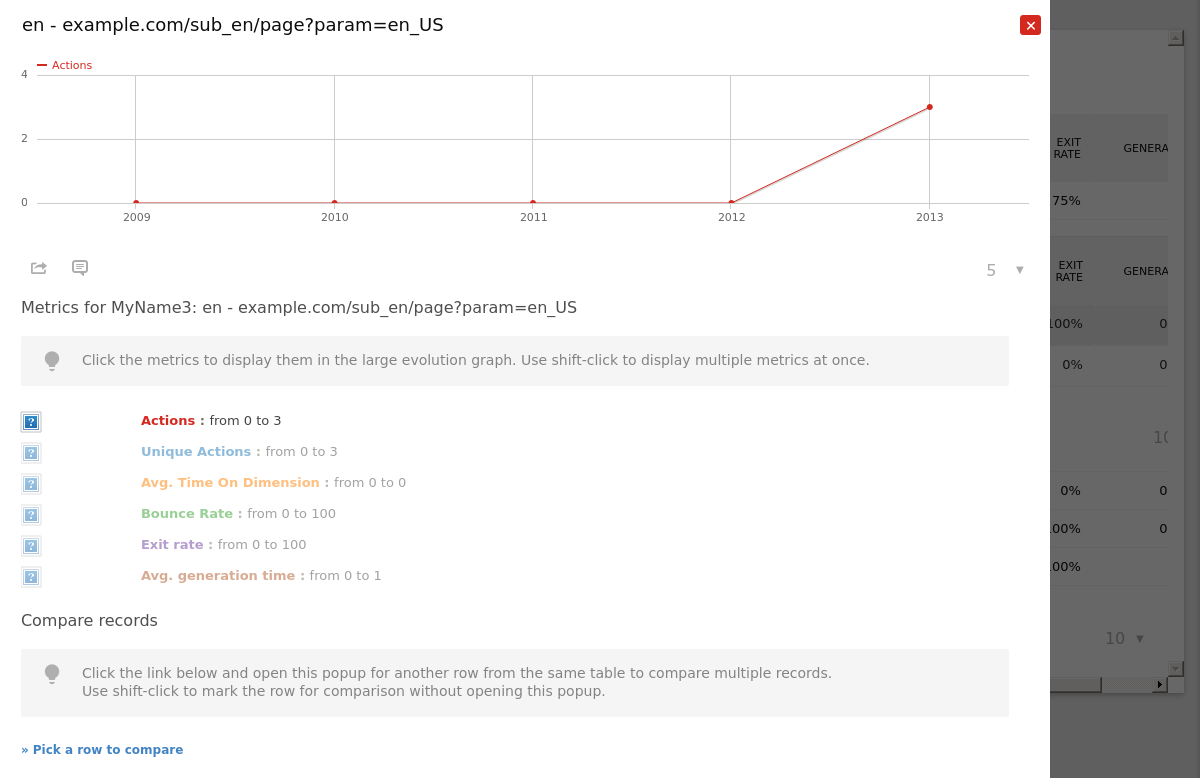 en - example.com/sub_en/page?param=en_US
Actions
4
2
0
2009 2010 2011 2012 2013
5
Metrics for MyName3: en - example.com/sub_en/page?param=en_US
Click the metrics to display them in the large evolution graph. Use shift-click to display multiple metrics at once.
Actions : from 0 to 3
Unique Actions : from 0 to 3
Avg. Time On Dimension : from 0 to 0
Bounce Rate : from 0 to 100
Exit rate : from 0 to 100
Avg. generation time : from 0 to 1
Compare records
Click the link below and open this popup for another row from the same table to compare multiple records.
Use shift-click to mark the row for comparison without opening this popup.
» Pick a row to compare
EXIT
RATE
GENERA
75%
EXIT
RATE
GENERA
100% 0
0% 0
10
0% 0
00% 0
00%
10